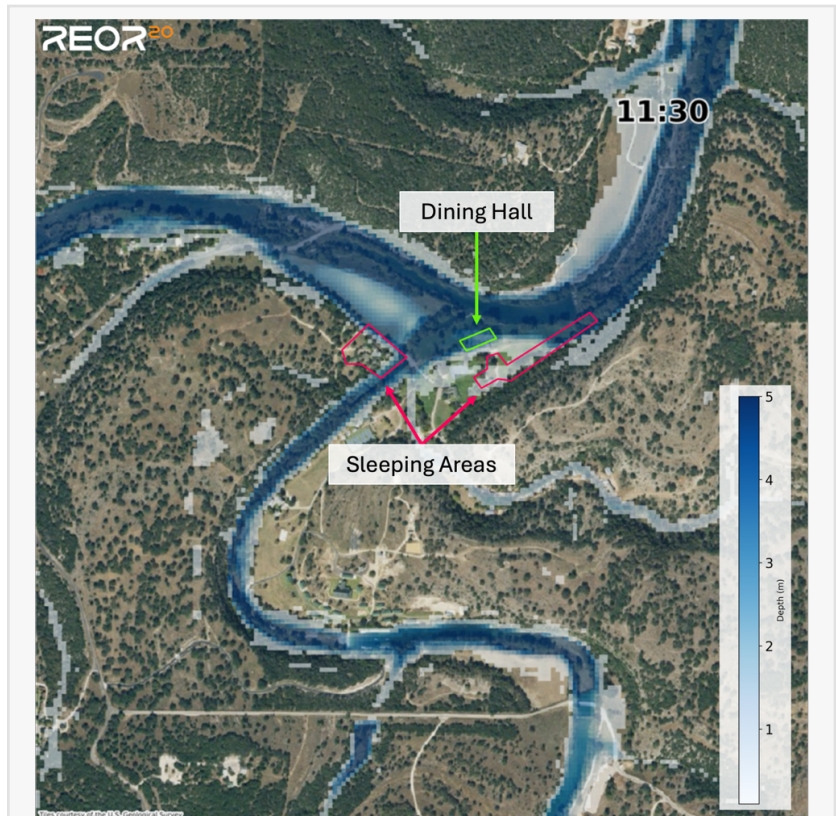 REOR20
11:30
Dining Hall
Sleeping Areas
5
4
3
2
1
Depth (m)
Tiles courtesy of the U.S. Geological Survey